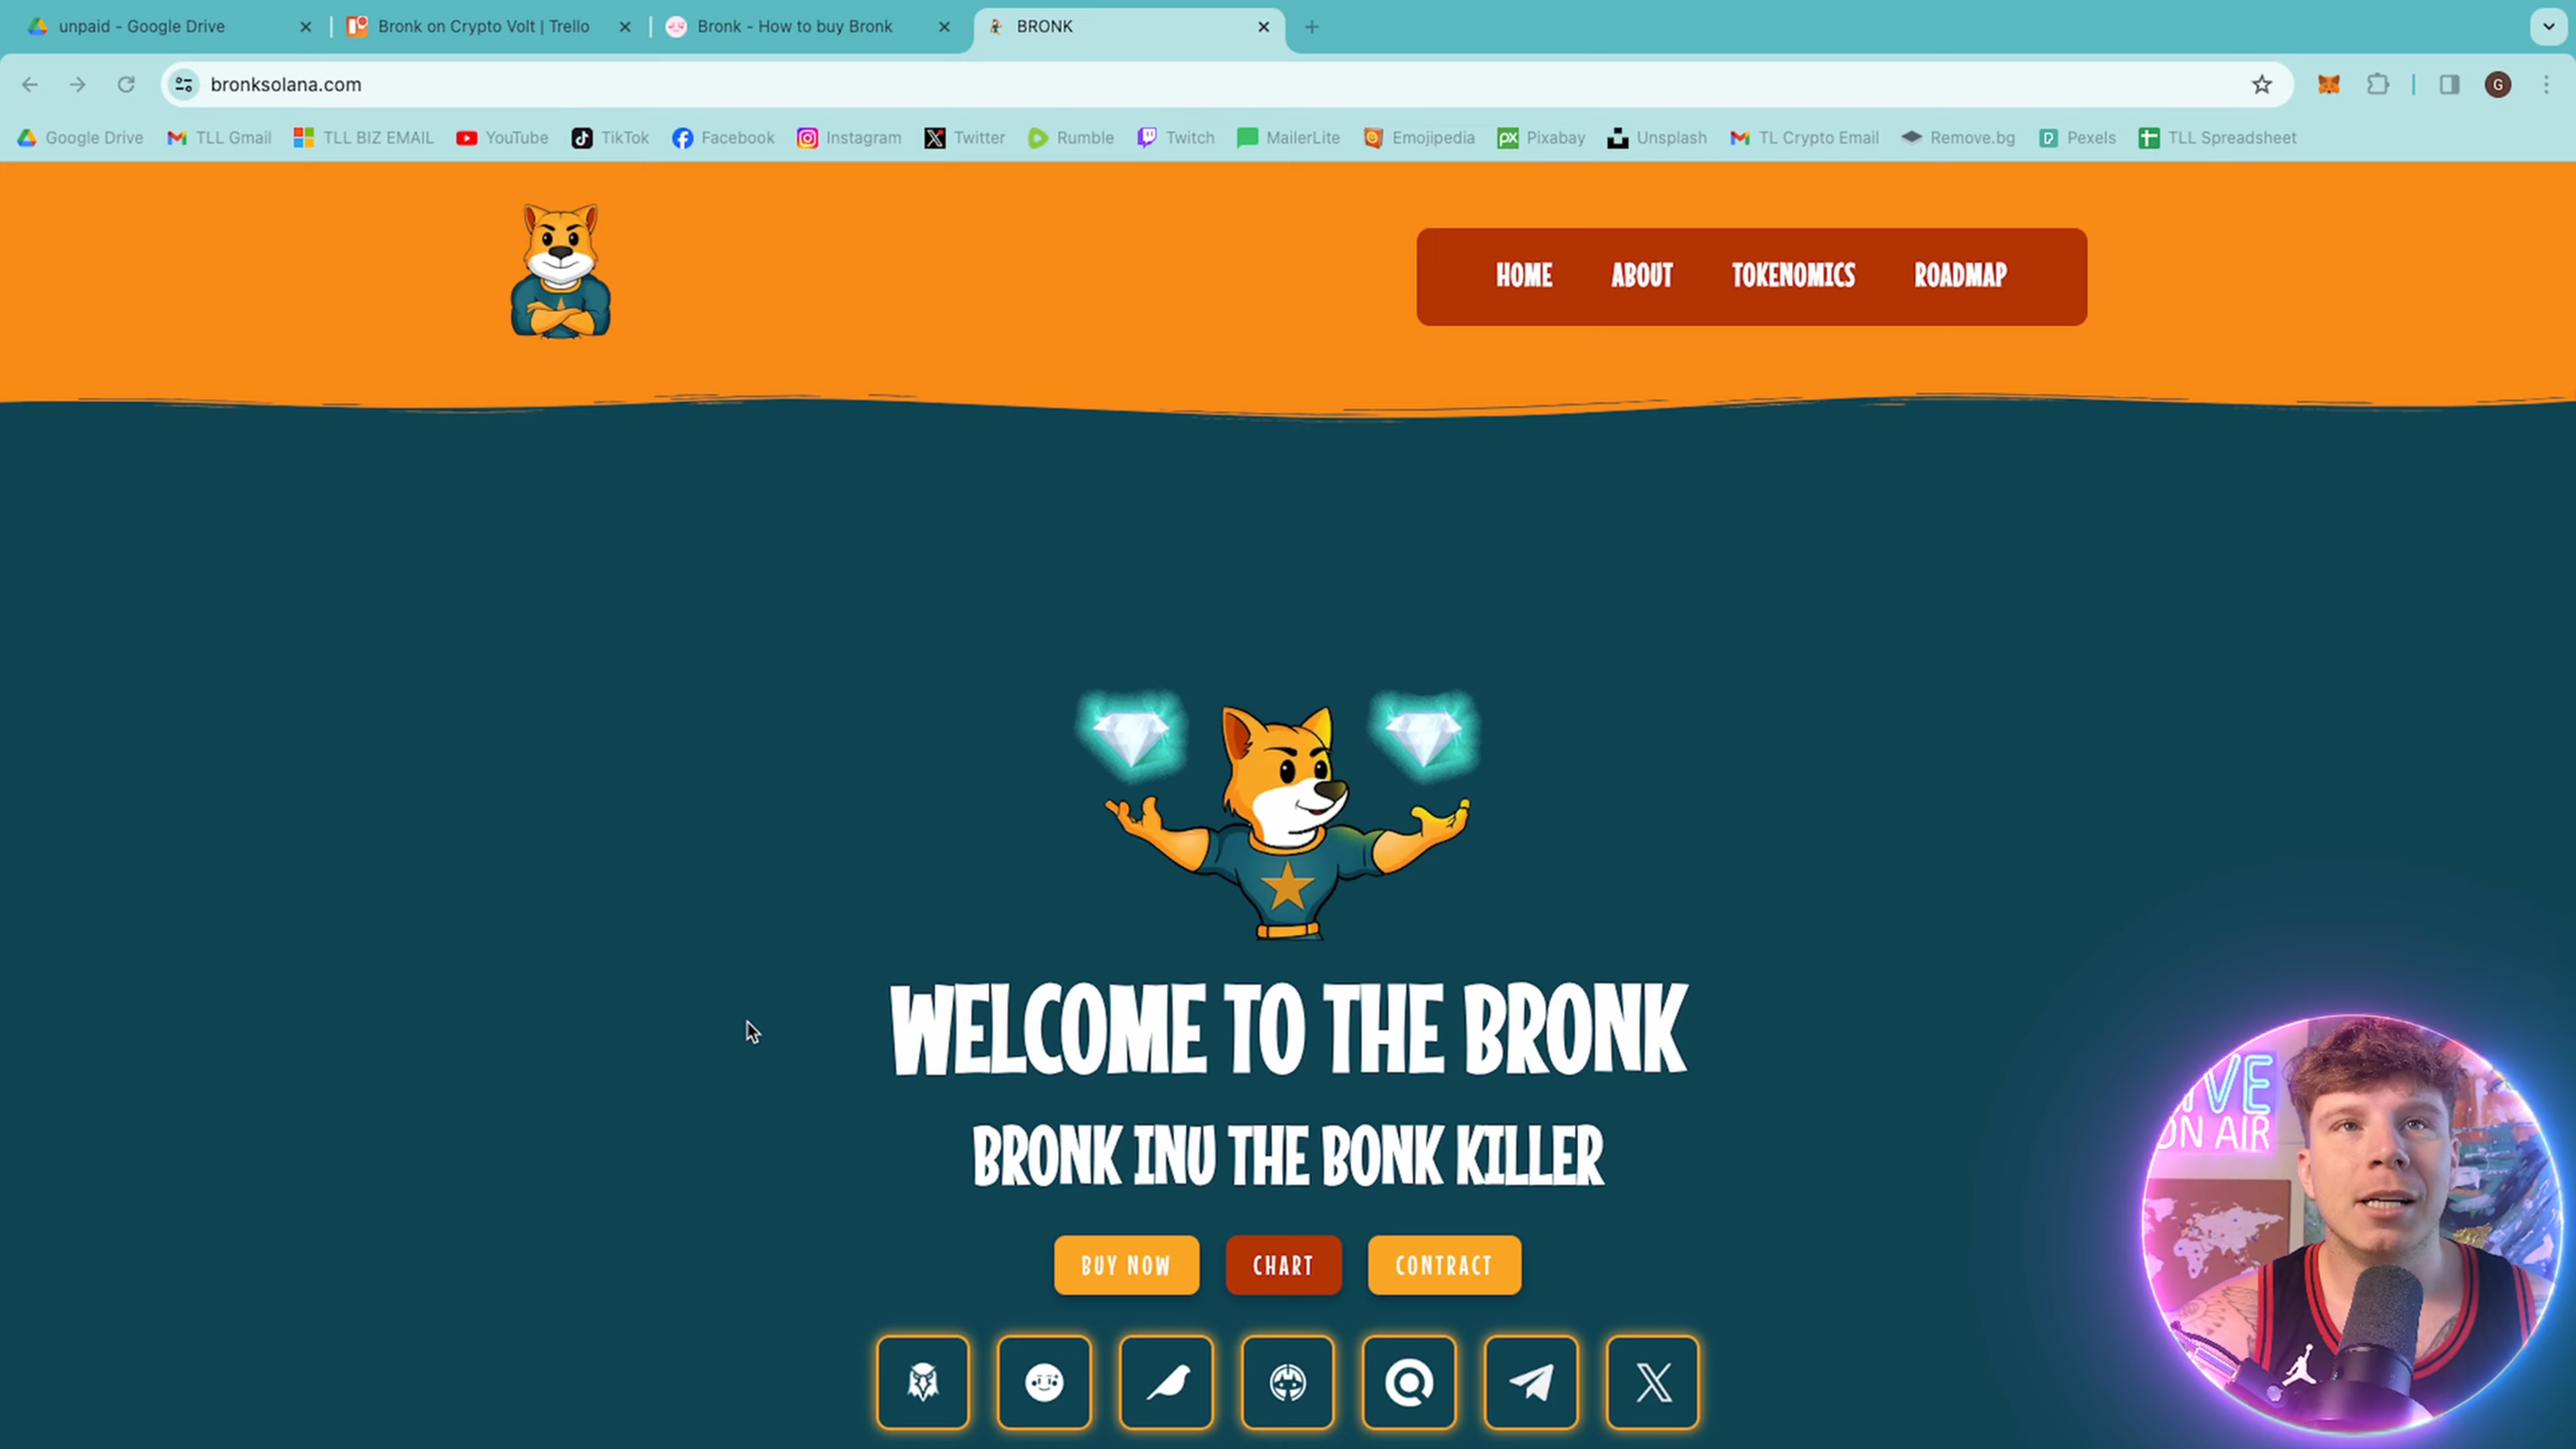 unpaid - Google Drive
Bronk on Crypto Volt | Trello
Bronk - How to buy Bronk
BRONK
bronksolana.com
G
Google Drive
TLL Gmail
TLL BIZ EMAIL
YouTube
TikTok
Facebook
Instagram
Twitter
Rumble
Twitch
MailerLite
Emojipedia
px
Pixabay
Unsplash
TL Crypto Email
Remove.bg
Pexels
TLL Spreadsheet
HOME ABOUT TOKENOMICS ROADMAP
WELCOME TO THE BRONK
BRONK INU THE BONK KILLER
BUY NOW CHART CONTRACT
ON AIR